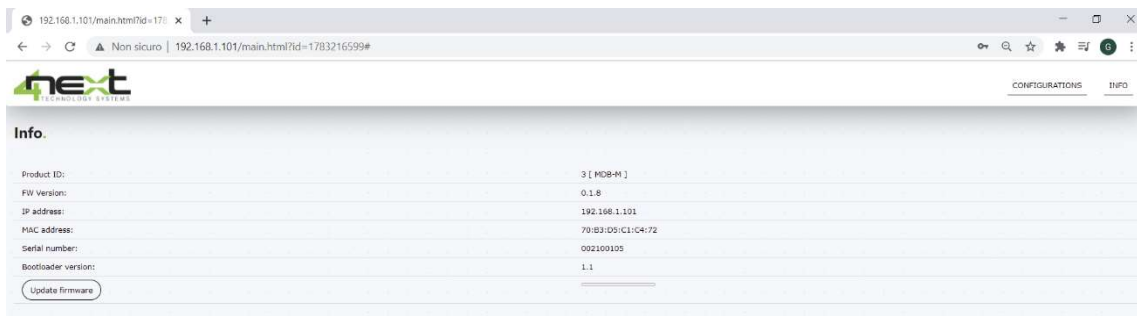 192.168.1.101/main.html?id=178
Non sicuro | 192.168.1.101/main.html?id=1783216599#
G
4next
TECHNOLOGY SYSTEMS
CONFIGURATIONS INFO
Info.
Product ID: 3 [ MDB-M ]
FW Version: 0.1.8
IP address: 192.168.1.101
MAC address: 70:B3:D5:C1:C4:72
Serial number: 002100105
Bootloader version: 1.1
Update firmware